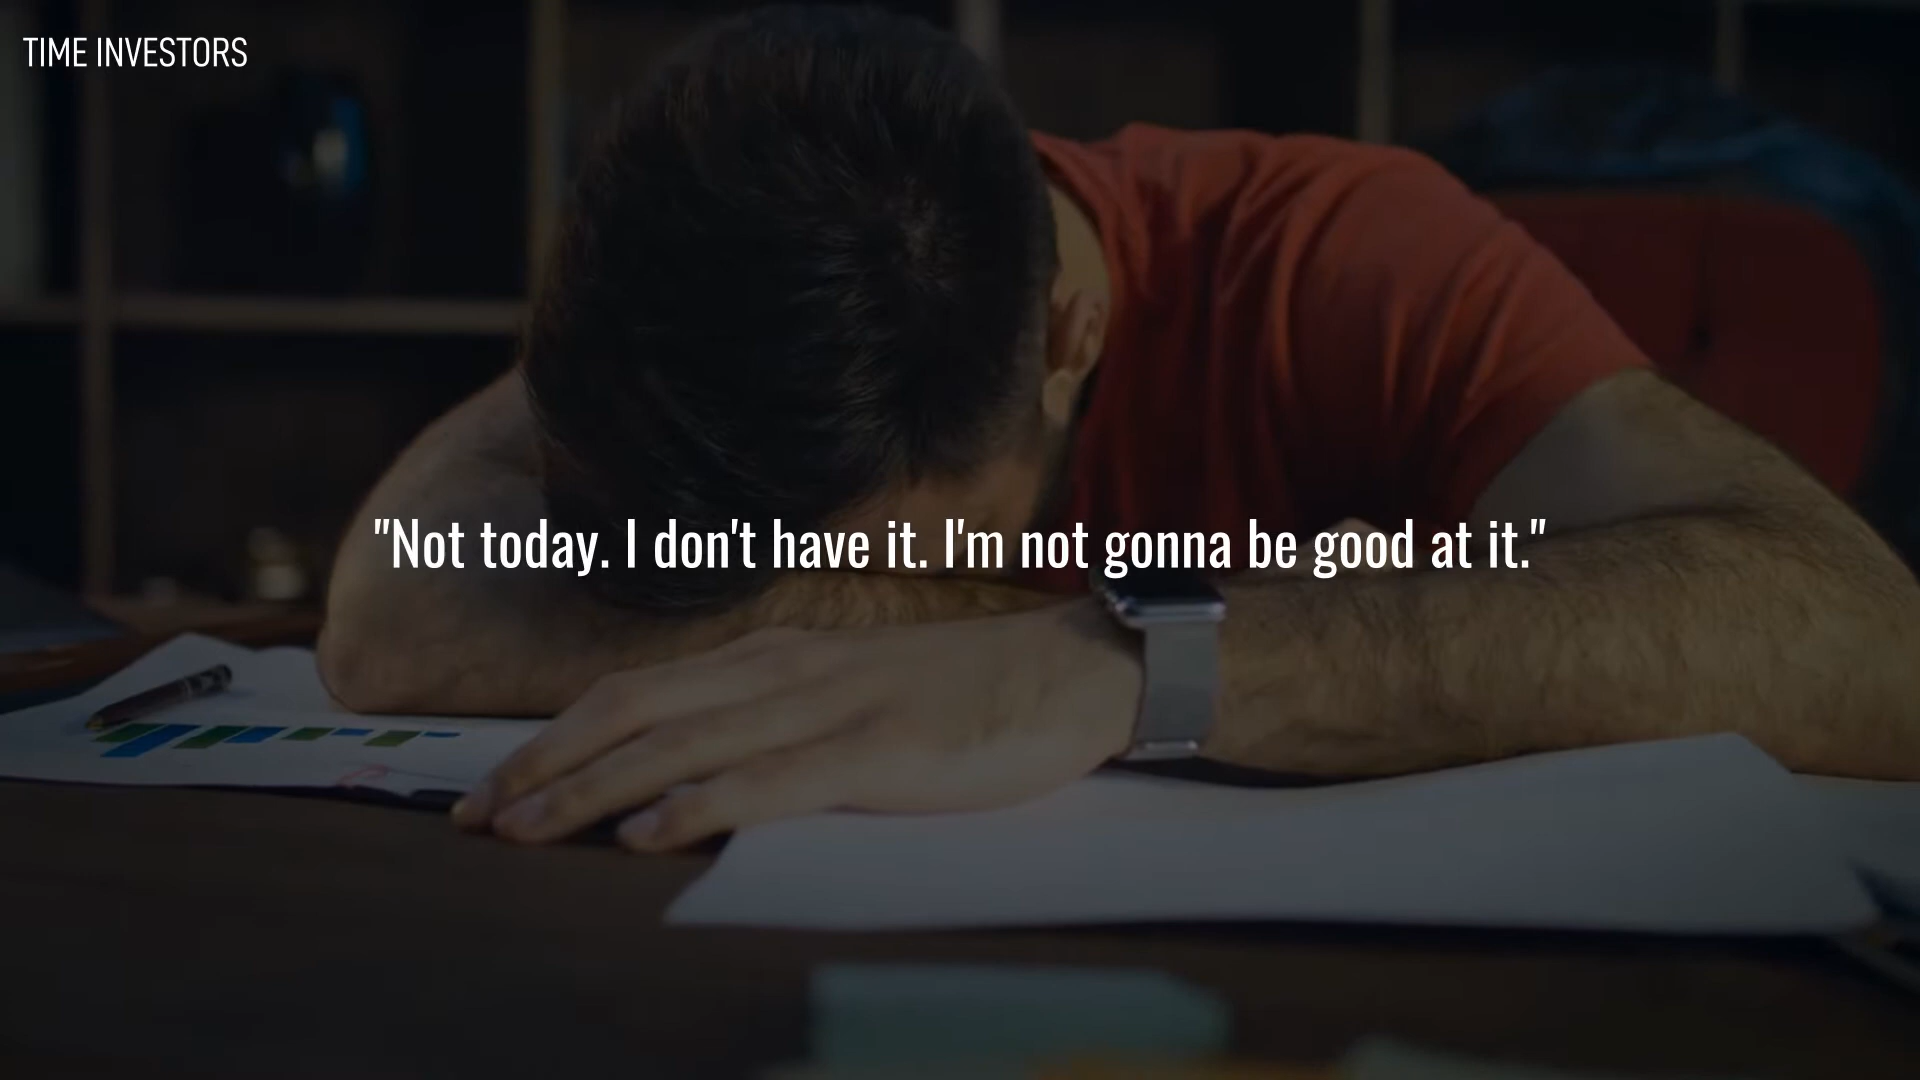 TIME INVESTORS
"Not today. I don't have it. I'm not gonna be good at it."